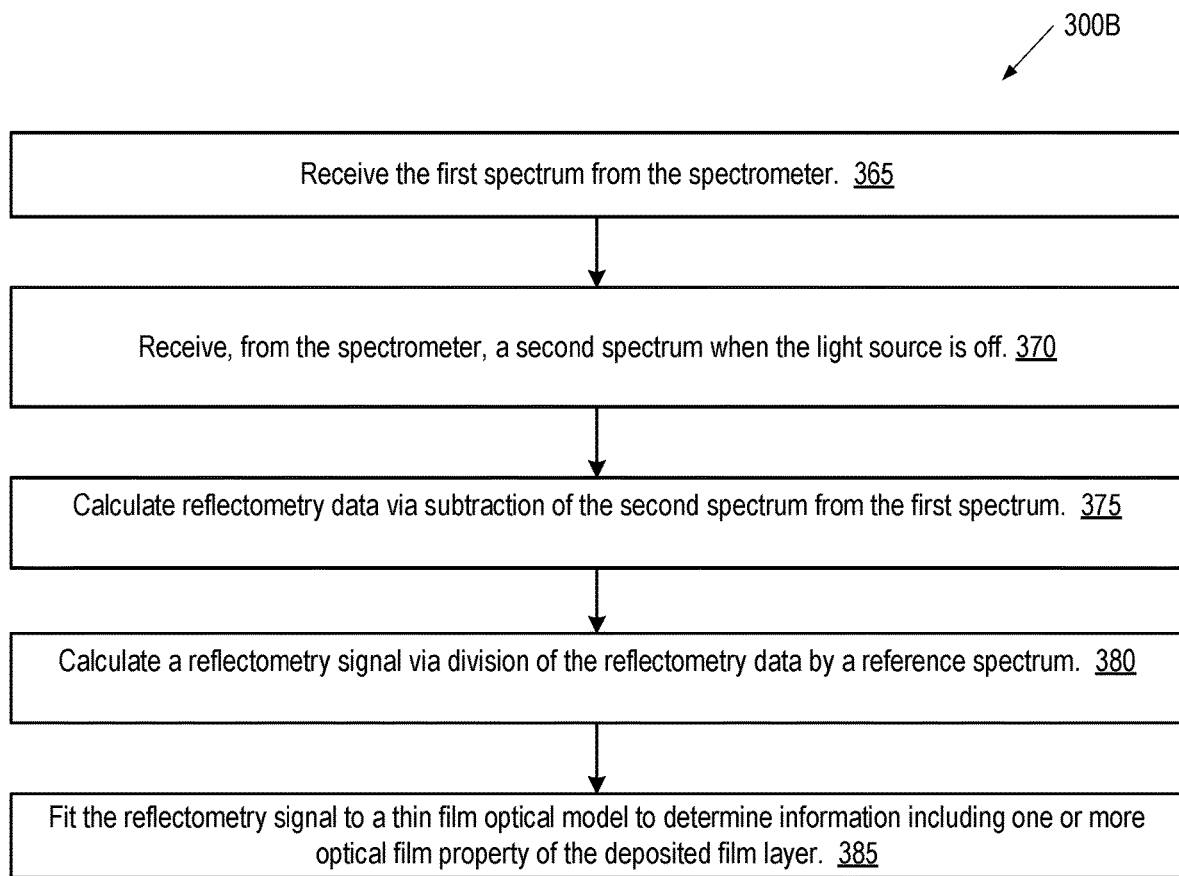 300B
Receive the first spectrum from the spectrometer. 365
Receive, from the spectrometer, a second spectrum when the light source is off. 370
Calculate reflectometry data via subtraction of the second spectrum from the first spectrum. 375
Calculate a reflectometry signal via division of the reflectometry data by a reference spectrum. 380
Fit the reflectometry signal to a thin film optical model to determine information including one or more
optical film property of the deposited film layer. 385